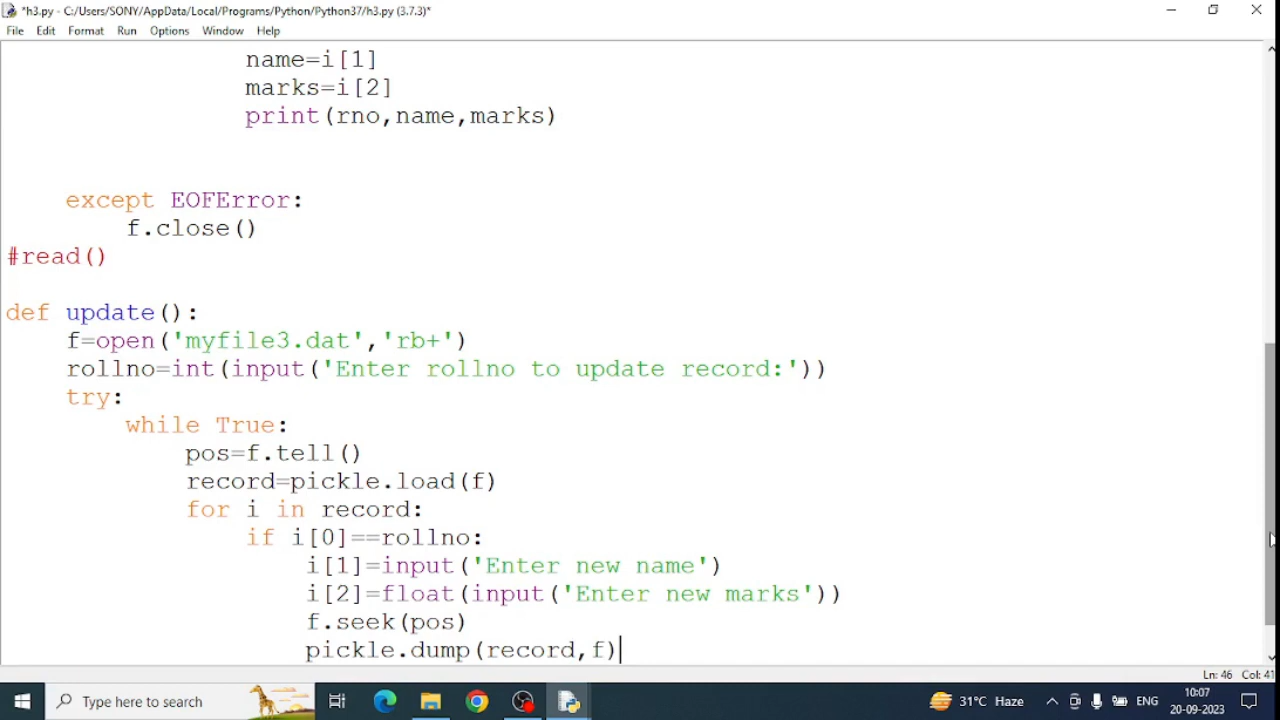 *h3.py - C:/Users/SONY/AppData/Local/Programs/Python/Python37/h3.py (3.7.3)*
File Edit Format Run Options Window Help
name=i[1]
marks=i[2]
print(rno,name,marks)
except EOFError:
f.close()
#read()
def update():
f=open('myfile3.dat','rb+')
rollno=int(input('Enter rollno to update record:'))
try:
while True:
pos=f.tell()
record=pickle.load(f)
for i in record:
if i[0]==rollno:
i[1]=input('Enter new name')
i[2]=float(input('Enter new marks'))
f.seek(pos)
pickle.dump(record,f)
Ln: 46 Col: 41
Type here to search
31°C Haze
ENG
10:07
20-09-2023